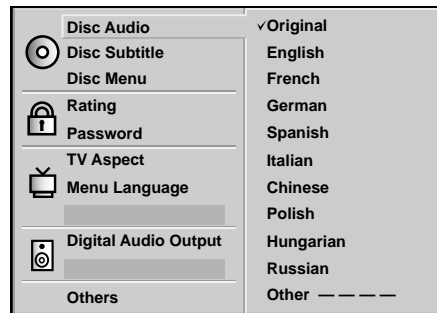 Disc Audio
Disc Subtitle
Disc Menu
Rating
Password
TV Aspect
Menu Language
Digital Audio Output
Others
✓Original
English
French
German
Spanish
Italian
Chinese
Polish
Hungarian
Russian
Other — — — —